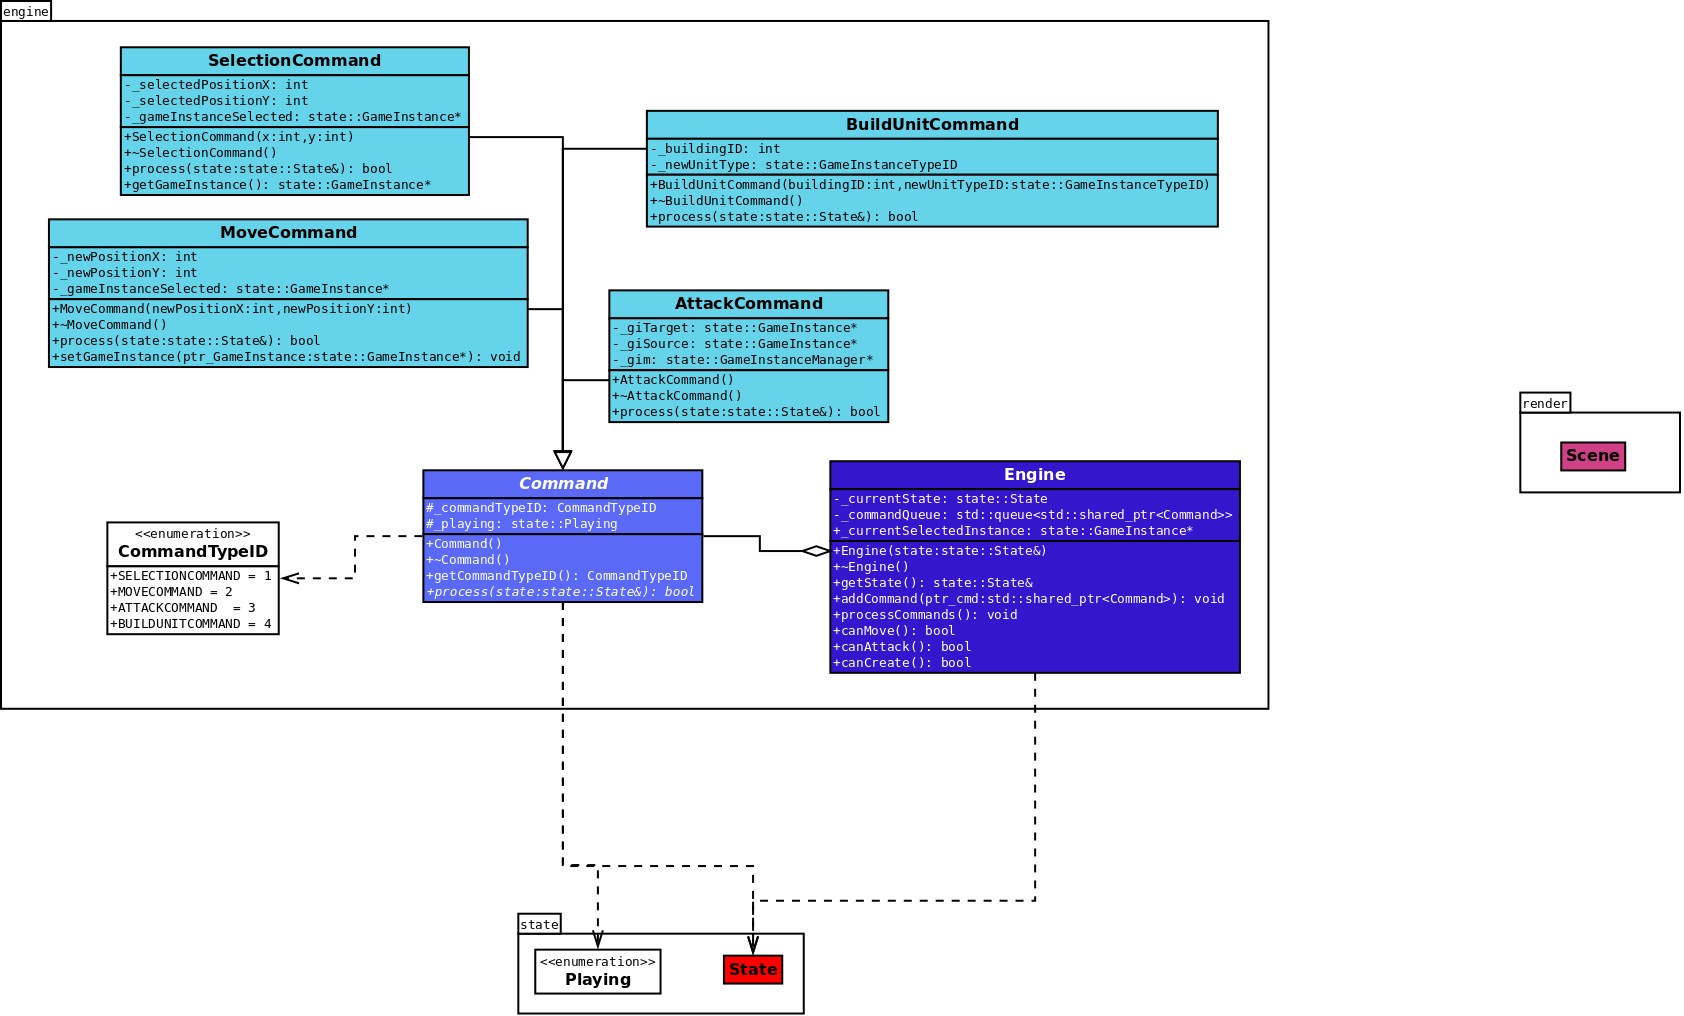 engine
SelectionCommand
-_selectedPositionX: int
-_selectedPositionY: int
-_gameInstanceSelected: state::GameInstance*
+SelectionCommand(x:int,y:int)
+~SelectionCommand()
+process(state:state::State&): bool
+getGameInstance(): state::GameInstance*
BuildUnitCommand
-_buildingID: int
-_newUnitType: state::GameInstanceTypeID
+BuildUnitCommand(buildingID:int,newUnitTypeID:state::GameInstanceTypeID)
+~BuildUnitCommand()
+process(state:state::State&): bool
MoveCommand
-_newPositionX: int
-_newPositionY: int
-_gameInstanceSelected: state::GameInstance*
+MoveCommand(newPositionX:int,newPositionY:int)
+~MoveCommand()
+process(state:state::State&): bool
+setGameInstance(ptr_GameInstance:state::GameInstance*): void
AttackCommand
-_giTarget: state::GameInstance*
-_giSource: state::GameInstance*
-_gim: state::GameInstanceManager*
+AttackCommand()
+~AttackCommand()
+process(state:state::State&): bool
render
Scene
Command
#_commandTypeID: CommandTypeID
#_playing: state::Playing
+Command()
+~Command()
+getCommandTypeID(): CommandTypeID
+process(state:state::State&): bool
Engine
-_currentState: state::State
-_commandQueue: std::queue<std::shared_ptr<Command>>
+_currentSelectedInstance: state::GameInstance*
+Engine(state:state::State&)
+~Engine()
+getState(): state::State&
+addCommand(ptr_cmd:std::shared_ptr<Command>): void
+processCommands(): void
+canMove(): bool
+canAttack(): bool
+canCreate(): bool
<<enumeration>>
CommandTypeID
+SELECTIONCOMMAND = 1
+MOVECOMMAND = 2
+ATTACKCOMMAND  = 3
+BUILDUNITCOMMAND = 4
state
<<enumeration>>
Playing
State